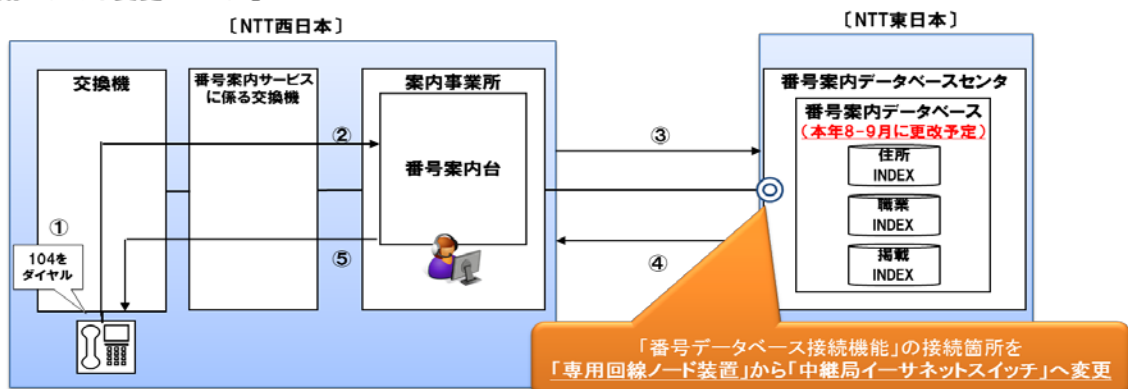 〔NTT西日本〕
〔NTT東日本〕
交換機
番号案内サービス
に係る交換機
案内事業所
番号案内台
①
104を
ダイヤル
②
⑤
③
④
番号案内データベースセンタ
番号案内データベース
(本年8-9月に更改予定)
住所
INDEX
職業
INDEX
掲載
INDEX
「番号データベース接続機能」の接続箇所を
「専用回線ノード装置」から「中継局イーサネットスイッチ」へ変更